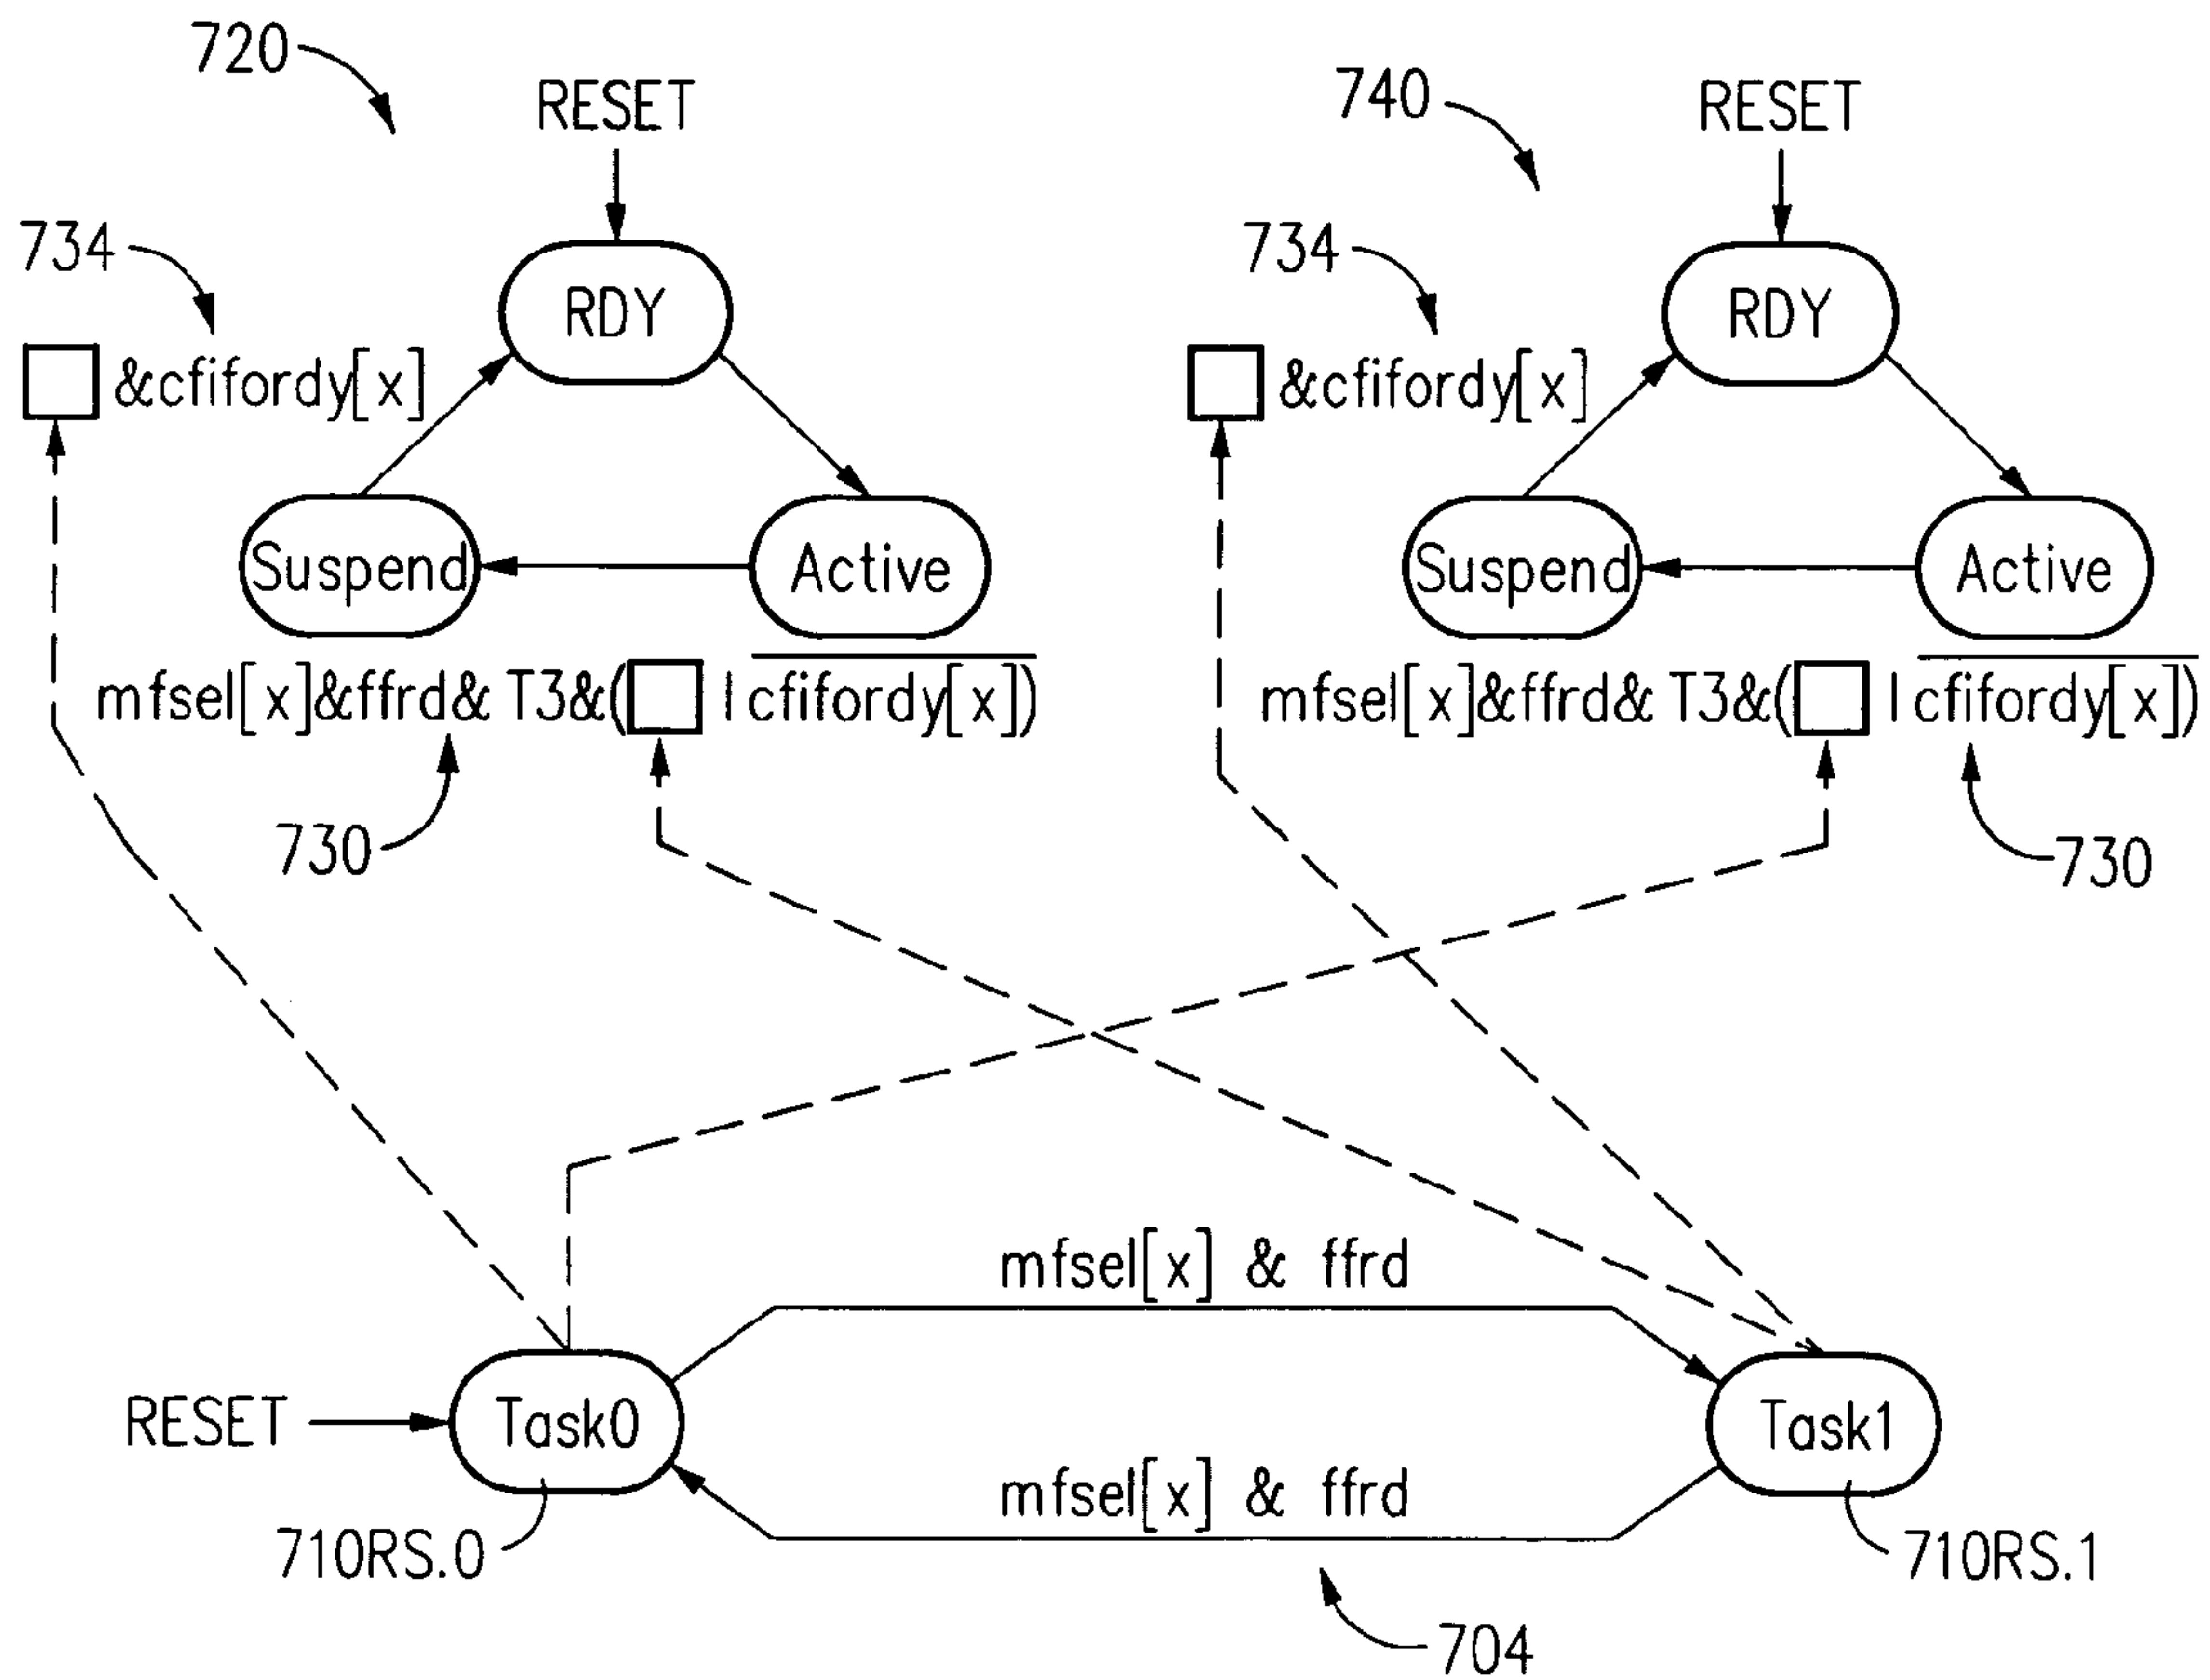 720
RESET
740
RESET
734
RDY
734
RDY
□ &cfifordy[x]
□ &cfifordy[x]
Suspend
Active
Suspend
Active
mfsel[x]&ffrd& T3&(□ | cfifordy[x])
mfsel[x]&ffrd& T3&(□ | cfifordy[x])
730
730
mfsel[x] & ffrd
RESET
Task0
Task1
mfsel[x] & ffrd
710RS.0
710RS.1
704